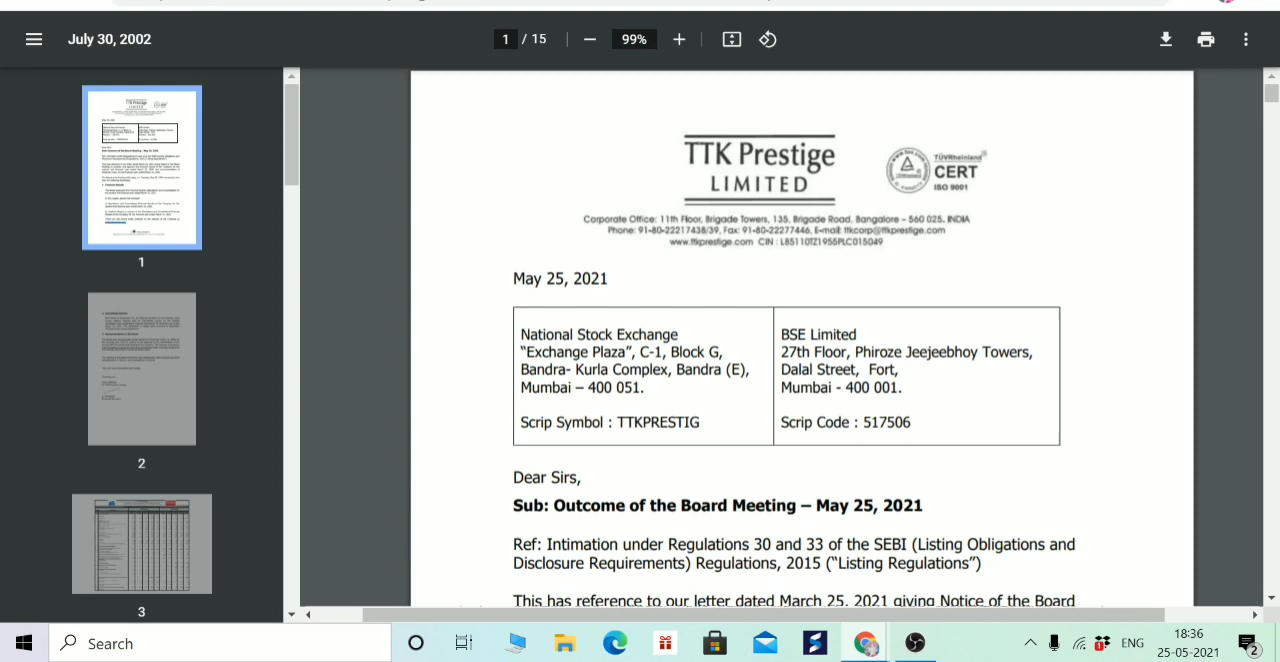 July 30, 2002
1 / 15
99%
1
2
3
TTK Prestige
LIMITED
TÜVRheinland
CERT
ISO 9001
Corporate Office: 11th Floor, Brigade Towers, 135, Brigade Road, Bangalore - 560 025. INDIA
Phone: 91-80-22217438/39, Fax: 91-80-22277446, E-mail: ttkcorp@ttkprestige.com
www.ttkprestige.com CIN : L85110TZ1955PLC015049
May 25, 2021
National Stock Exchange
"Exchange Plaza", C-1, Block G,
Bandra- Kurla Complex, Bandra (E),
Mumbai – 400 051.
Scrip Symbol : TTKPRESTIG
BSE Limited
27th Floor, Phiroze Jeejeebhoy Towers,
Dalal Street, Fort,
Mumbai - 400 001.
Scrip Code : 517506
Dear Sirs,
Sub: Outcome of the Board Meeting – May 25, 2021
Ref: Intimation under Regulations 30 and 33 of the SEBI (Listing Obligations and
Disclosure Requirements) Regulations, 2015 ("Listing Regulations")
This has reference to our letter dated March 25, 2021 giving Notice of the Board
Search
ENG
18:36
25-05-2021
2